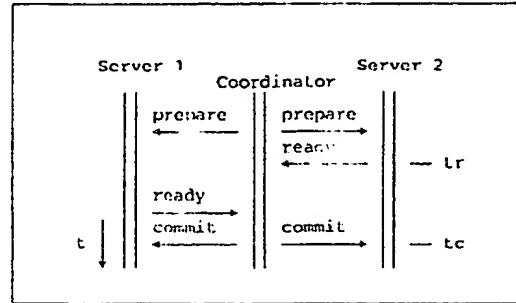 Server 1
Coordinator
Server 2
prepare
prepare
ready
tr
ready
commit
commit
t
tc